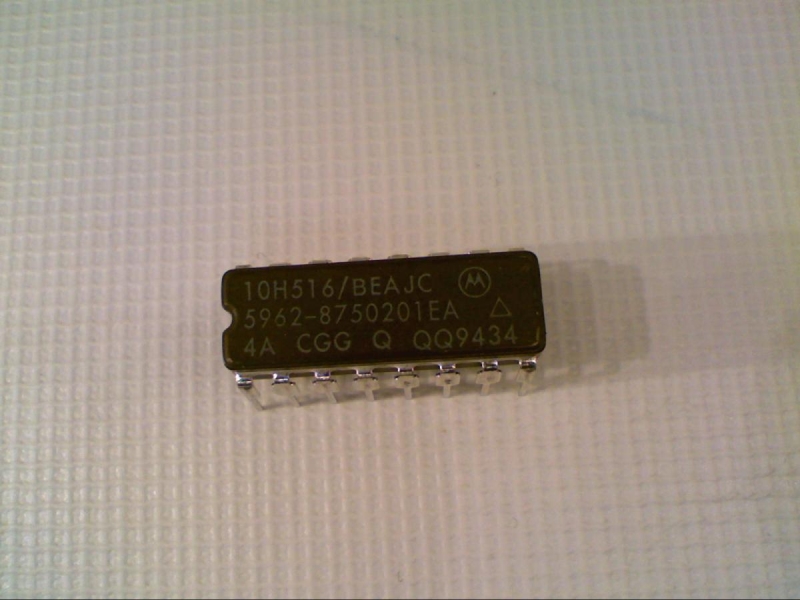 10H516/BEAJC M
5962-8750201EA △
4A CGG Q QQ9434